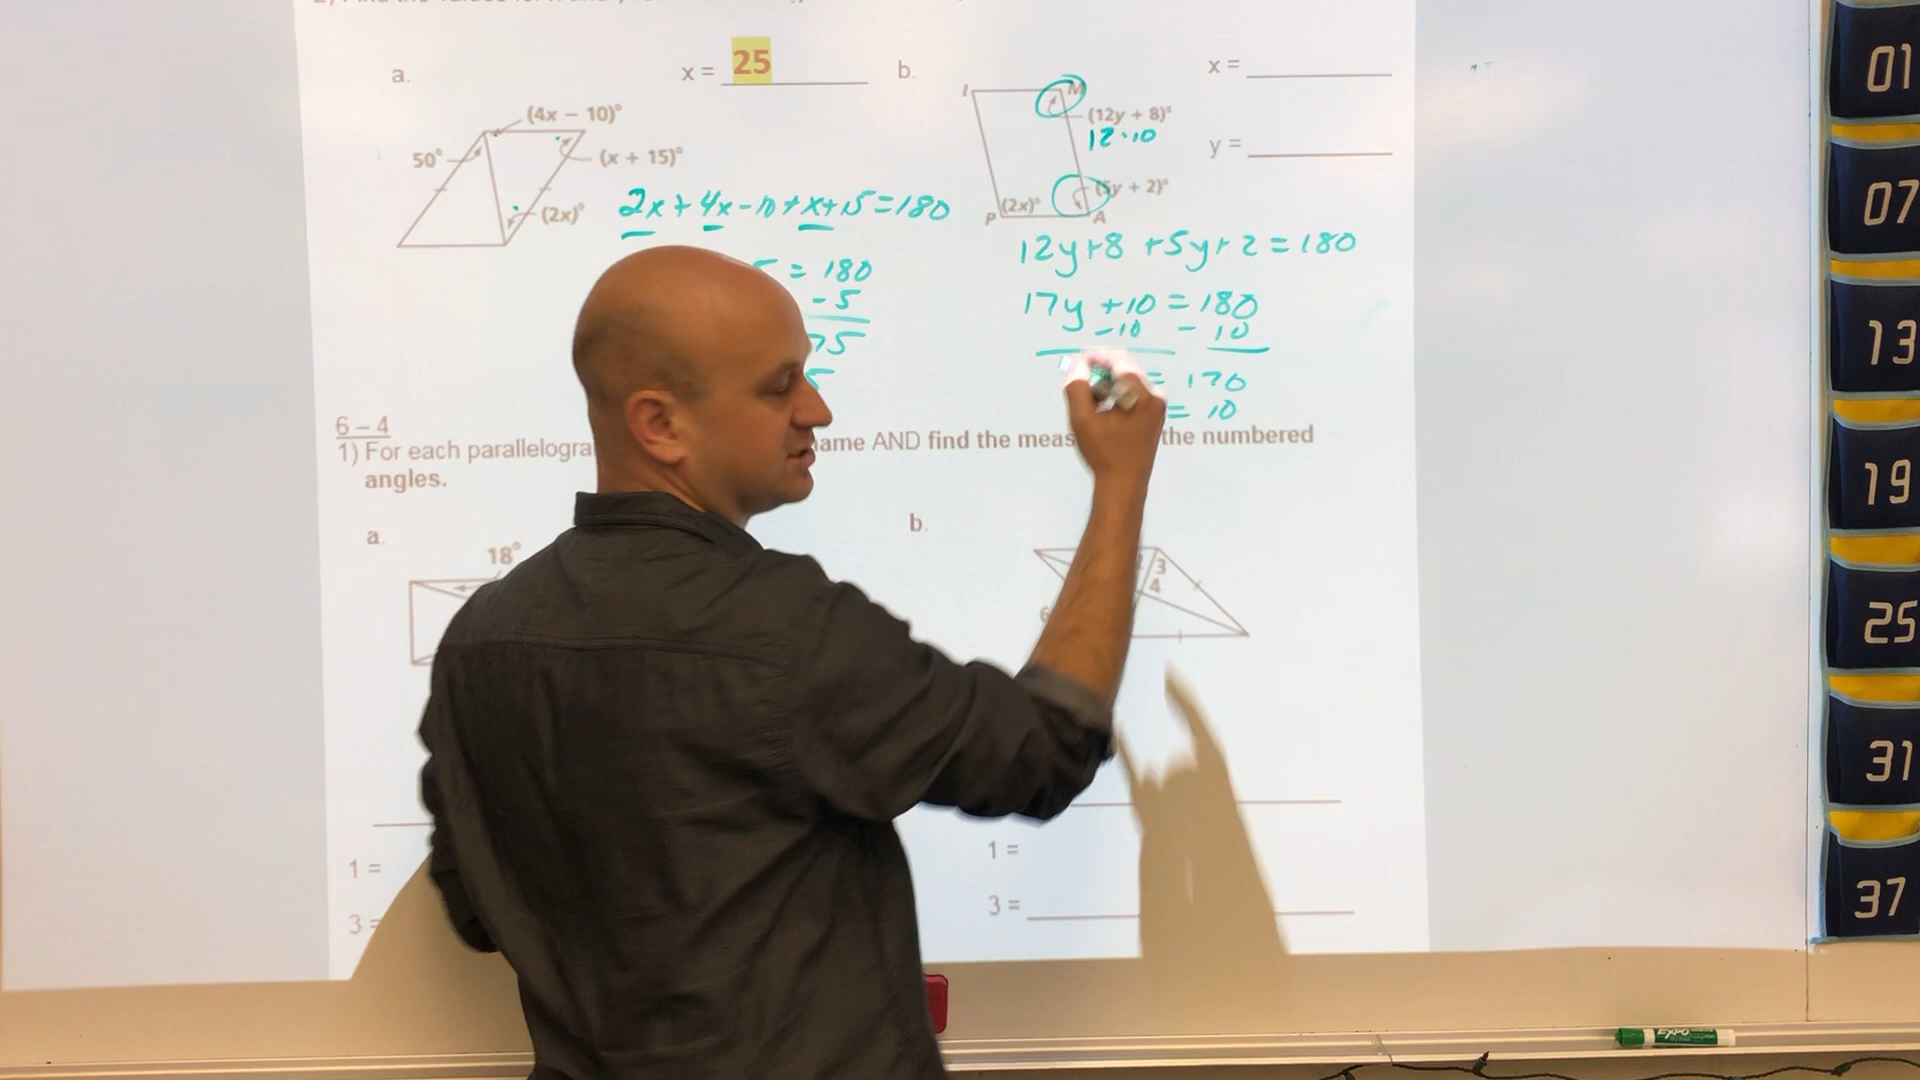 a.
x = 25
b.
x =
y =
(4x – 10)°
50°
(x + 15)°
(2x)°
2x + 4x - 10 + x + 15 = 180
5 = 180
- 5
75
5
I
M
(12y + 8)°
12 · 10
(5y + 2)°
(2x)°
P
A
12y + 8 + 5y + 2 = 180
17y + 10 = 180
- 10 - 10
= 170
= 10
6 – 4
1) For each
AND find the the numbered
angles.
a.
18°
b.
3
4
6
1 =
3 =
1 =
3 =
01
07
13
19
25
31
37
EXPO